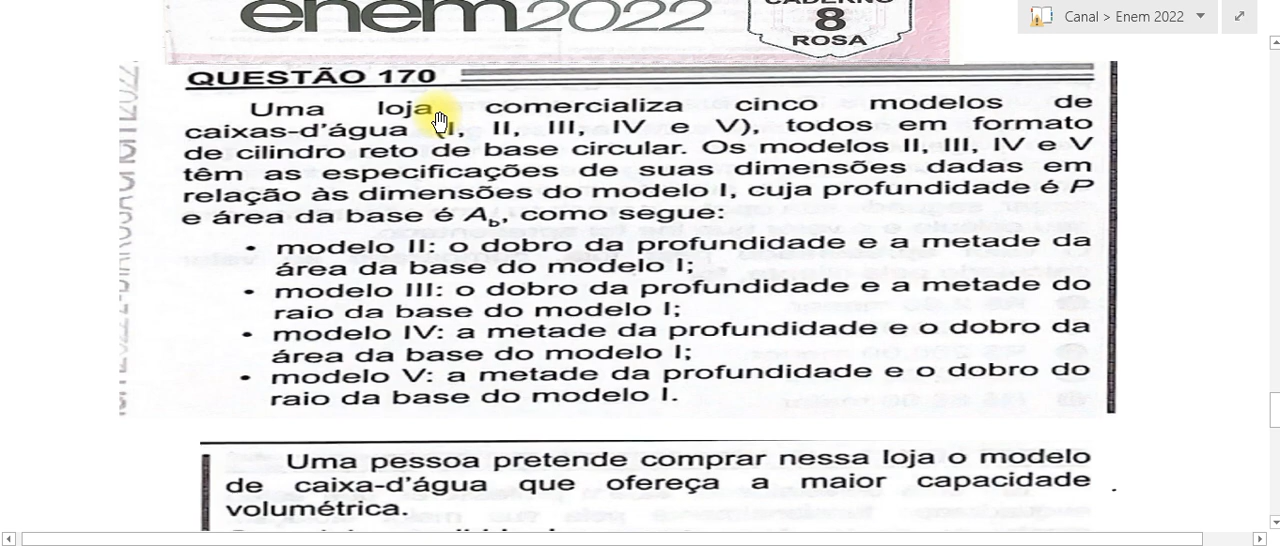 enem2022
CADERNO
8
ROSA
Canal > Enem 2022
QUESTÃO 170
Uma loja comercializa cinco modelos de
caixas-d'água (I, II, III, IV e V), todos em formato
de cilindro reto de base circular. Os modelos II, III, IV e V
têm as especificações de suas dimensões dadas em
relação às dimensões do modelo I, cuja profundidade é P
e área da base é Ab, como segue:
• modelo II: o dobro da profundidade e a metade da
área da base do modelo I;
• modelo III: o dobro da profundidade e a metade do
raio da base do modelo I;
• modelo IV: a metade da profundidade e o dobro da
área da base do modelo I;
• modelo V: a metade da profundidade e o dobro do
raio da base do modelo I.
Uma pessoa pretende comprar nessa loja o modelo
de caixa-d'água que ofereça a maior capacidade
volumétrica.